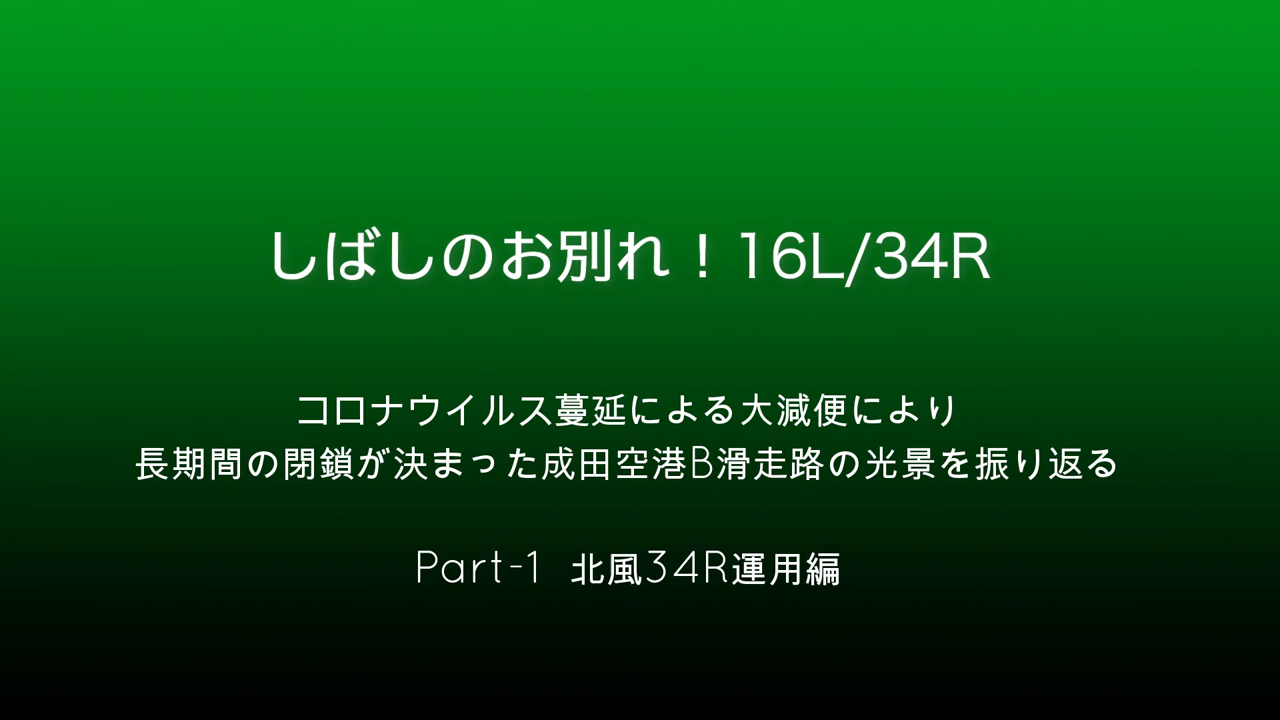 しばしのお別れ！16L/34R
コロナウイルス蔓延による大減便により
長期間の閉鎖が決まった成田空港B滑走路の光景を振り返る
Part-1 北風34R運用編